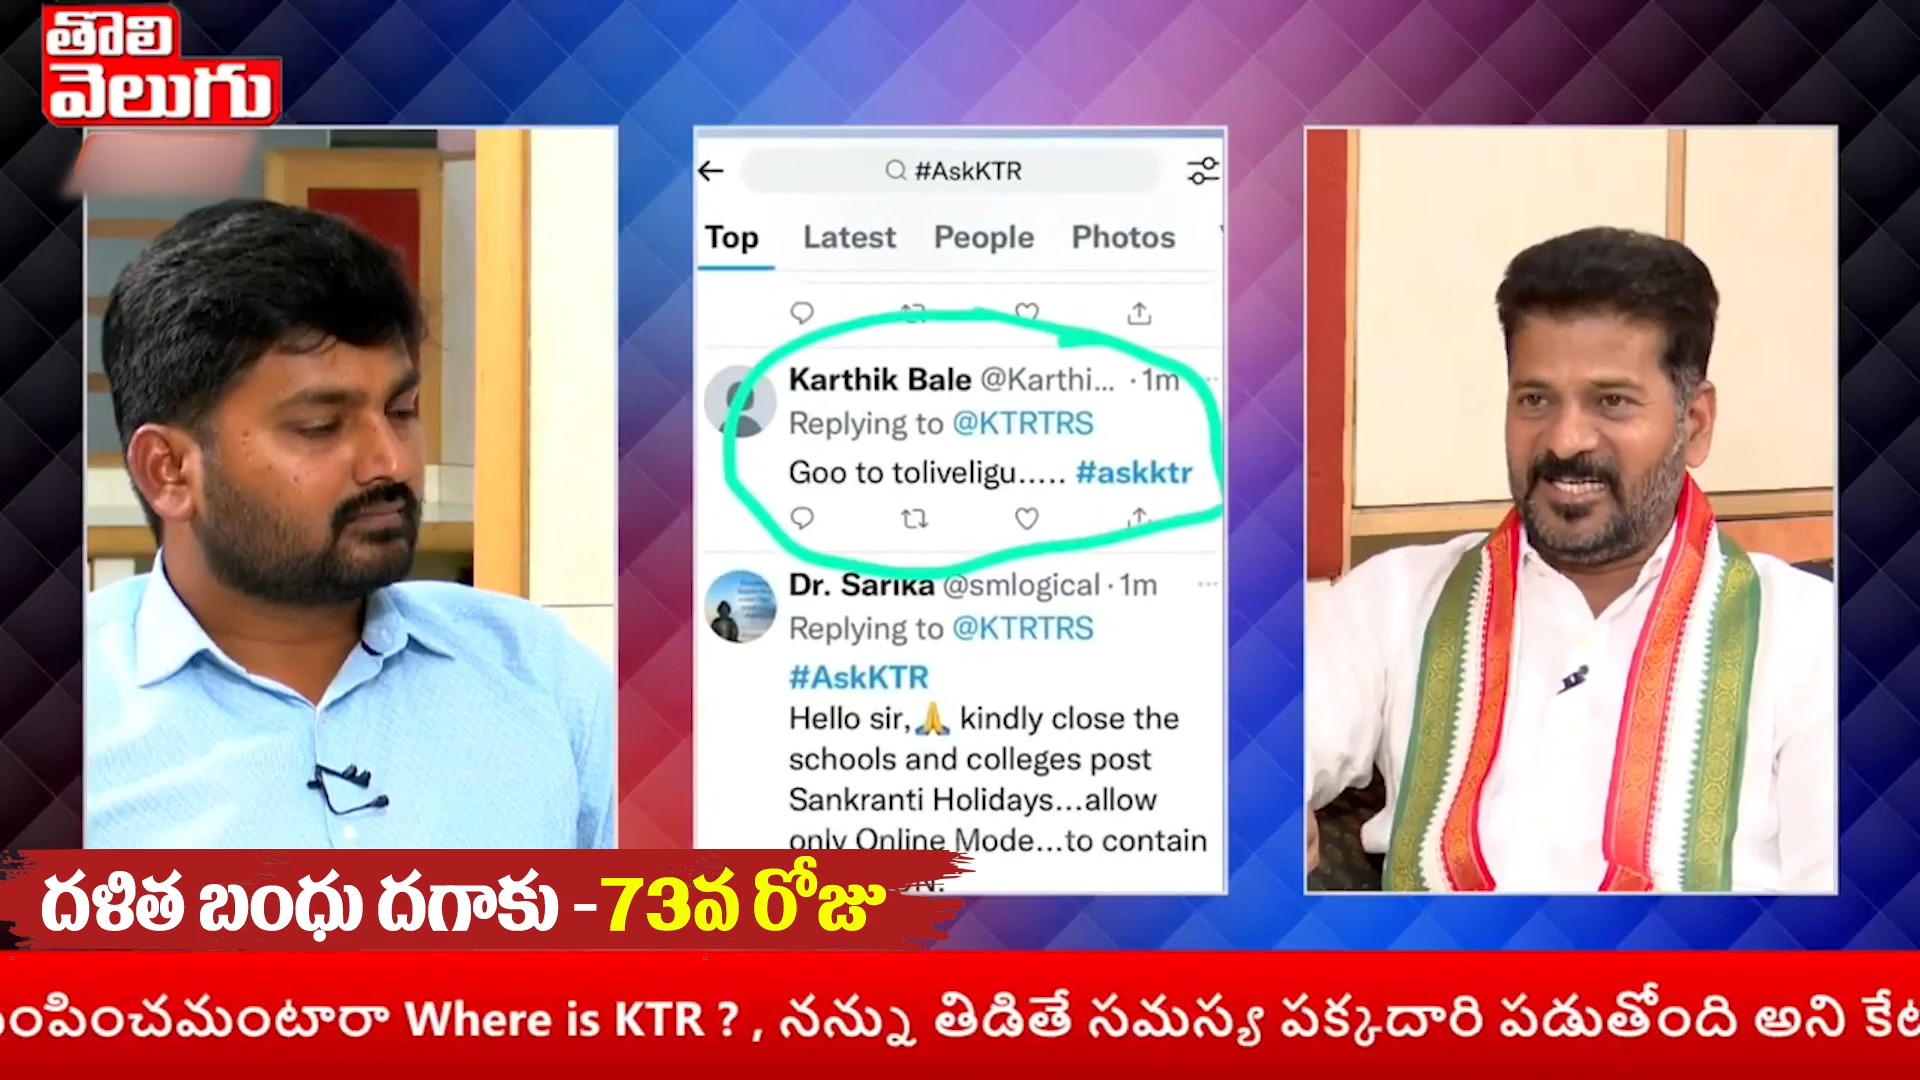 తొలి
వెలుగు
#AskKTR
Top Latest People Photos
Karthik Bale @Karthi... · 1m
Replying to @KTRTRS
Goo to toliveligu..... #askktr
Dr. Sarika @smlogical · 1m
Replying to @KTRTRS
#AskKTR
Hello sir,🙏 kindly close the
schools and colleges post
Sankranti Holidays...allow
only Online Mode...to contain
దళిత బంధు దగాకు -73వ రోజు
పంపించమంటారా Where is KTR ? , నన్ను తిడితే సమస్య పక్కదారి పడుతోంది అని